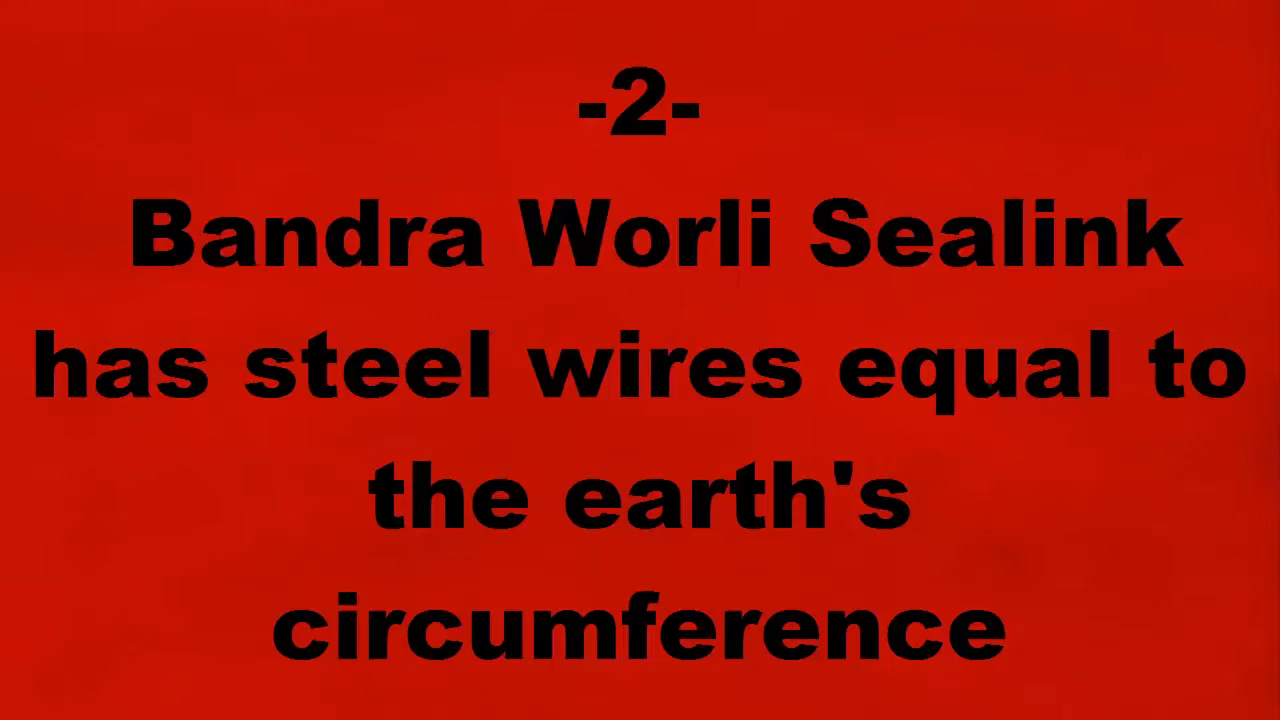 -2-
Bandra Worli Sealink
has steel wires equal to
the earth's
circumference